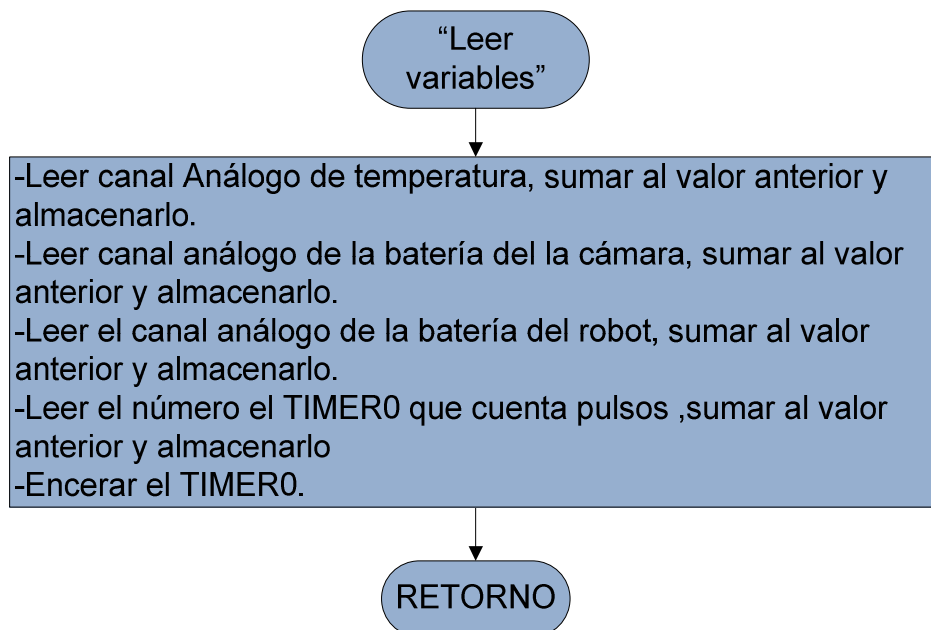 “Leer
variables”
-Leer canal Análogo de temperatura, sumar al valor anterior y
almacenarlo.
-Leer canal análogo de la batería del la cámara, sumar al valor
anterior y almacenarlo.
-Leer el canal análogo de la batería del robot, sumar al valor
anterior y almacenarlo.
-Leer el número el TIMER0 que cuenta pulsos ,sumar al valor
anterior y almacenarlo
-Encerar el TIMER0.
RETORNO